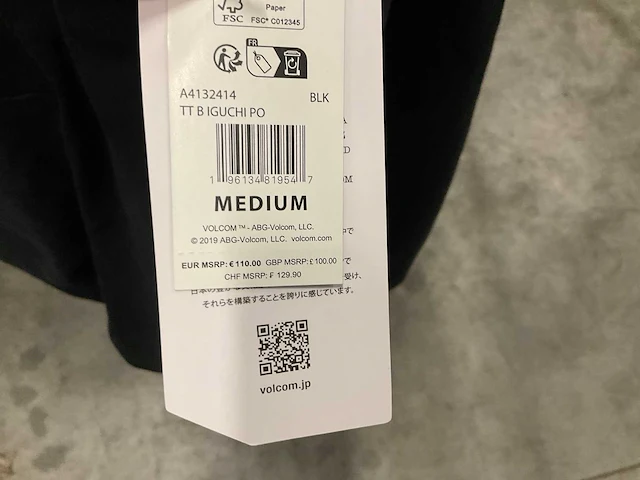 FSC
Paper
FSC® C012345
FR
A4132414 BLK
TT B IGUCHI PO
1 96134 81954 7
MEDIUM
VOLCOM™ - ABG-Volcom, LLC.
© 2019 ABG-Volcom, LLC. volcom.com
EUR MSRP: € 110.00 GBP MSRP: £ 100.00
CHF MSRP: ₣ 129.90
受け、
それらを構築することを誇りに感じています。
volcom.jp